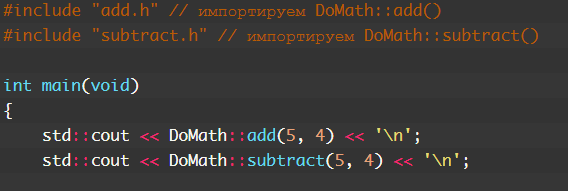 #include "add.h" // импортируем DoMath::add()
#include "subtract.h" // импортируем DoMath::subtract()
int main(void)
{
    std::cout << DoMath::add(5, 4) << '\n';
    std::cout << DoMath::subtract(5, 4) << '\n';